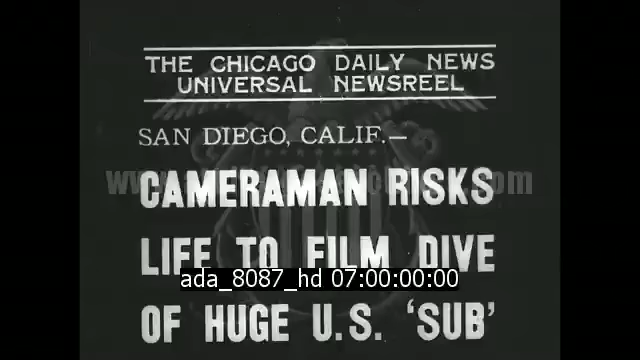 THE CHICAGO DAILY NEWS
UNIVERSAL NEWSREEL
SAN DIEGO, CALIF.—
CAMERAMAN RISKS
LIFE TO FILM DIVE
ada_8087_hd 07:00:00:00
OF HUGE U.S. ‘SUB’